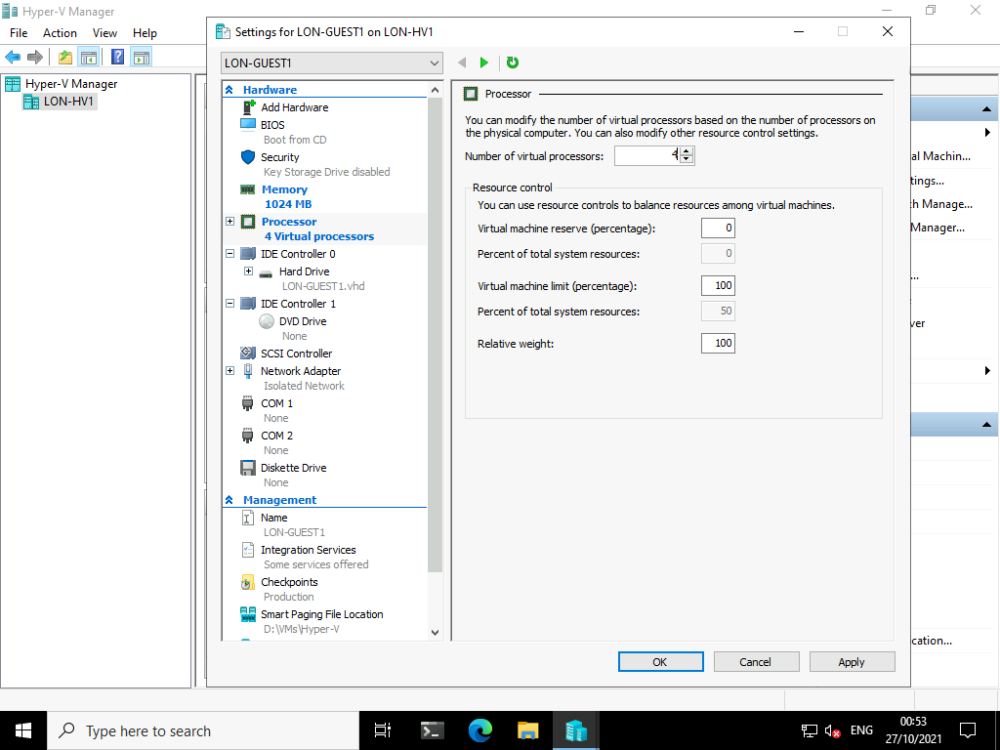 Hyper-V Manager
File Action View Help
Hyper-V Manager
LON-HV1
Settings for LON-GUEST1 on LON-HV1
LON-GUEST1
Hardware
Add Hardware
BIOS
Boot from CD
Security
Key Storage Drive disabled
Memory
1024 MB
Processor
4 Virtual processors
IDE Controller 0
Hard Drive
LON-GUEST1.vhd
IDE Controller 1
DVD Drive
None
SCSI Controller
Network Adapter
Isolated Network
COM 1
None
COM 2
None
Diskette Drive
None
Management
Name
LON-GUEST1
Integration Services
Some services offered
Checkpoints
Production
Smart Paging File Location
D:\VMs\Hyper-V
Processor
You can modify the number of virtual processors based on the number of processors on
the physical computer. You can also modify other resource control settings.
Number of virtual processors: 4
Resource control
You can use resource controls to balance resources among virtual machines.
Virtual machine reserve (percentage): 0
Percent of total system resources: 0
Virtual machine limit (percentage): 100
Percent of total system resources: 50
Relative weight: 100
OK Cancel Apply
al Machin...
tings...
h Manage...
Manager...
...
ver
cation...
Type here to search
ENG
00:53
27/10/2021